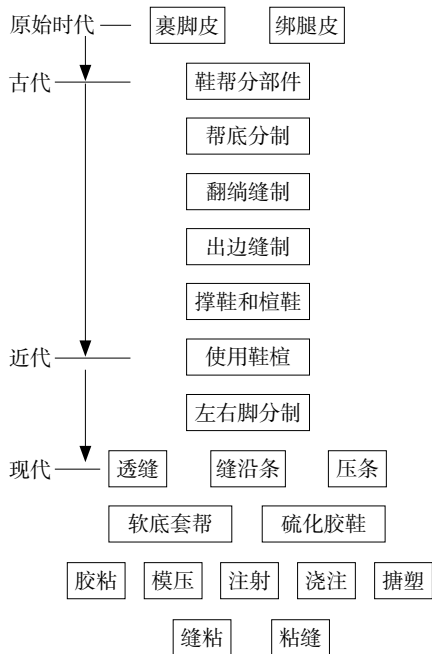 原始时代 裹脚皮 绑腿皮
古代 鞋帮分部件
帮底分制
翻绱缝制
出边缝制
撑鞋和楦鞋
近代 使用鞋楦
左右脚分制
现代 透缝 缝沿条 压条
软底套帮 硫化胶鞋
胶粘 模压 注射 浇注 搪塑
缝粘 粘缝